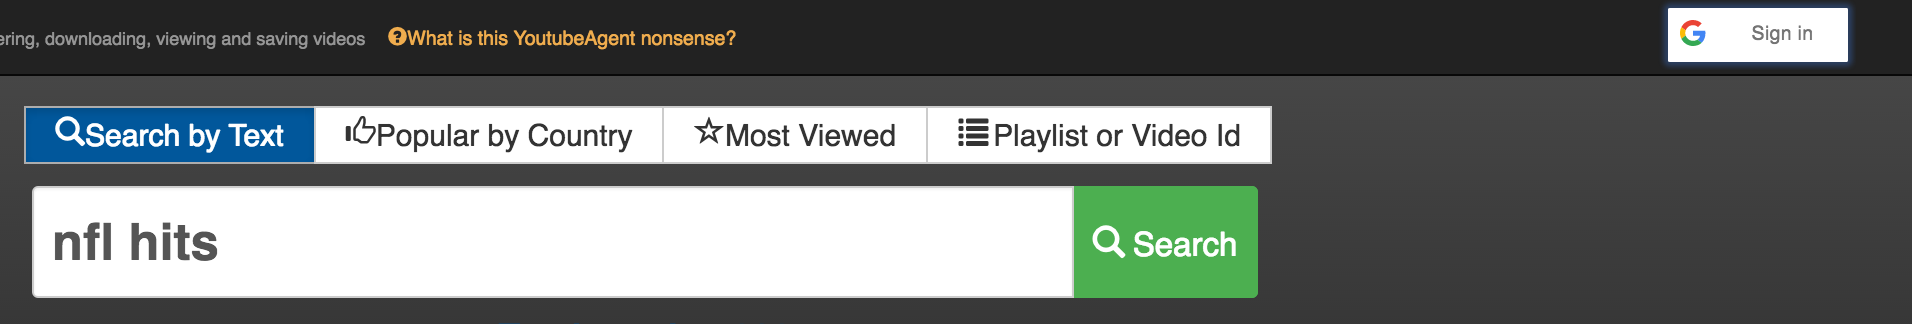 ering, downloading, viewing and saving videos What is this YoutubeAgent nonsense? Sign in
Search by Text Popular by Country Most Viewed Playlist or Video Id
nfl hits Search